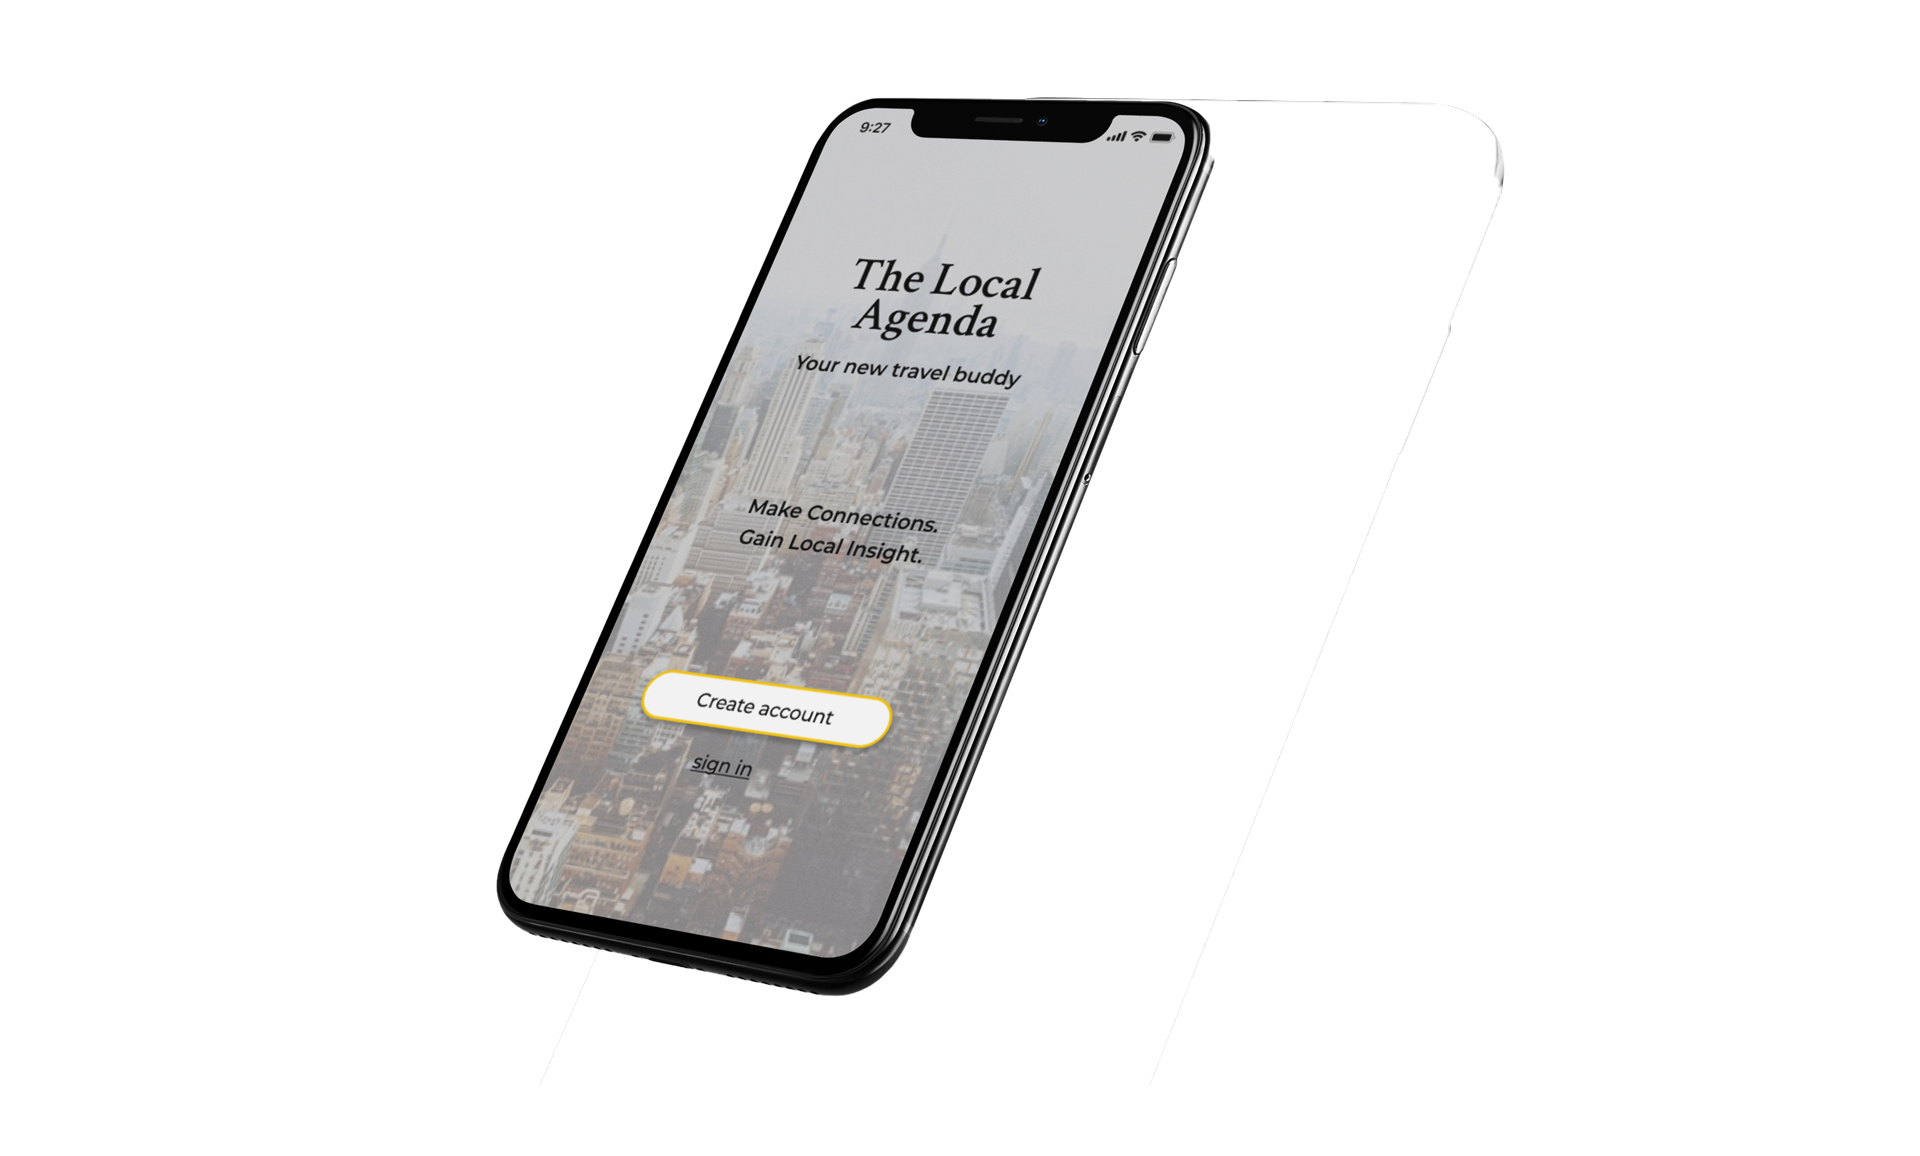 9:27
The Local
Agenda
Your new travel buddy
Make Connections.
Gain Local Insight.
Create account
sign in